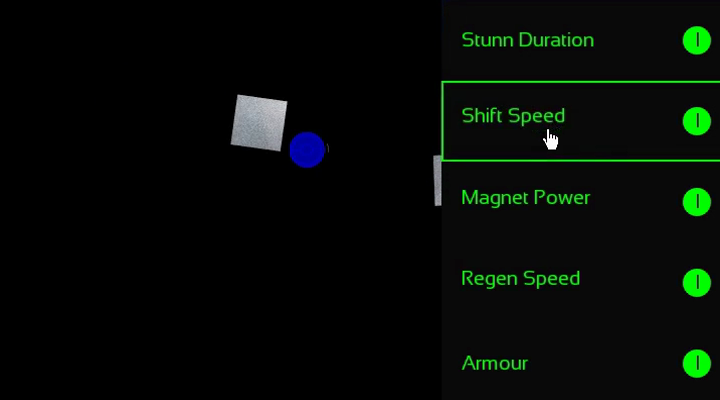 Stunn Duration
I
Shift Speed
I
Magnet Power
I
Regen Speed
I
Armour
I